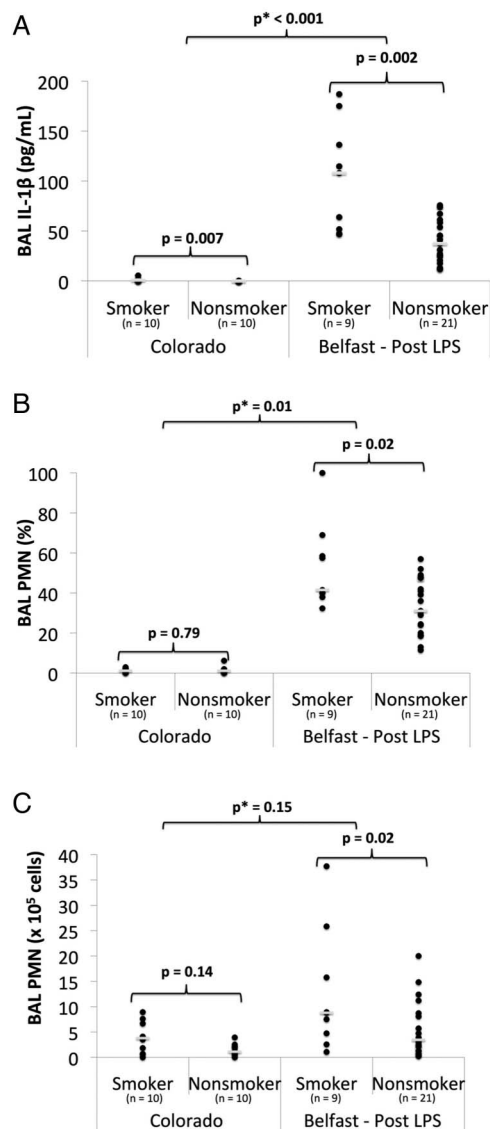 A
p* < 0.001
p = 0.002
BAL IL-1β (pg/mL)
200
150
100
50
0
p = 0.007
Smoker Nonsmoker Smoker Nonsmoker
(n = 10) (n = 10) (n = 9) (n = 21)
Colorado Belfast - Post LPS
B
p* = 0.01
p = 0.02
BAL PMN (%)
100
80
60
40
20
0
p = 0.79
Smoker Nonsmoker Smoker Nonsmoker
(n = 10) (n = 10) (n = 9) (n = 21)
Colorado Belfast - Post LPS
C
p* = 0.15
p = 0.02
BAL PMN (x 10⁵ cells)
40
35
30
25
20
15
10
5
0
p = 0.14
Smoker Nonsmoker Smoker Nonsmoker
(n = 10) (n = 10) (n = 9) (n = 21)
Colorado Belfast - Post LPS